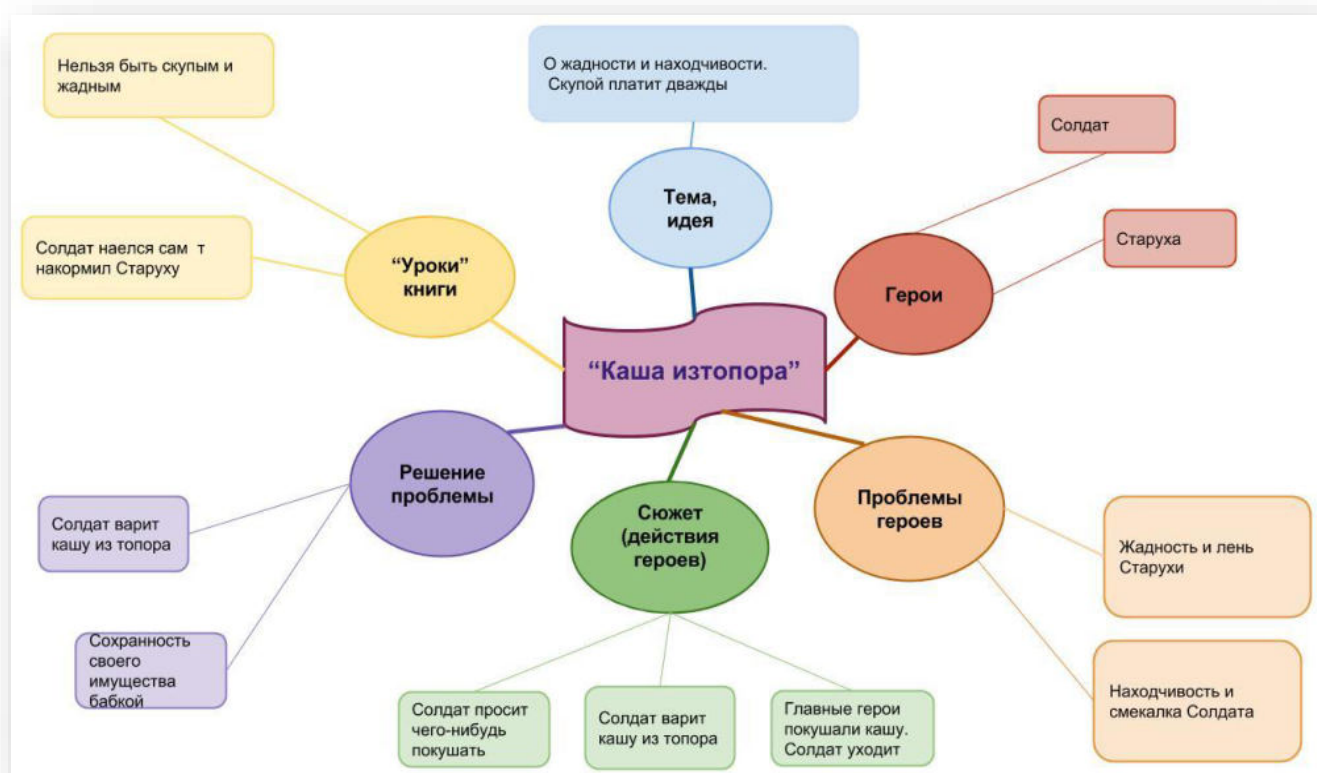 “Каша изтопора”
Тема,
идея
О жадности и находчивости.
Скупой платит дважды
Герои
Солдат
Старуха
Проблемы
героев
Жадность и лень
Старухи
Находчивость и
смекалка Солдата
Сюжет
(действия
героев)
Солдат просит
чего-нибудь
покушать
Солдат варит
кашу из топора
Главные герои
покушали кашу.
Солдат уходит
Решение
проблемы
Солдат варит
кашу из топора
Сохранность
своего
имущества
бабкой
“Уроки”
книги
Нельзя быть скупым и
жадным
Солдат наелся сам т
накормил Старуху